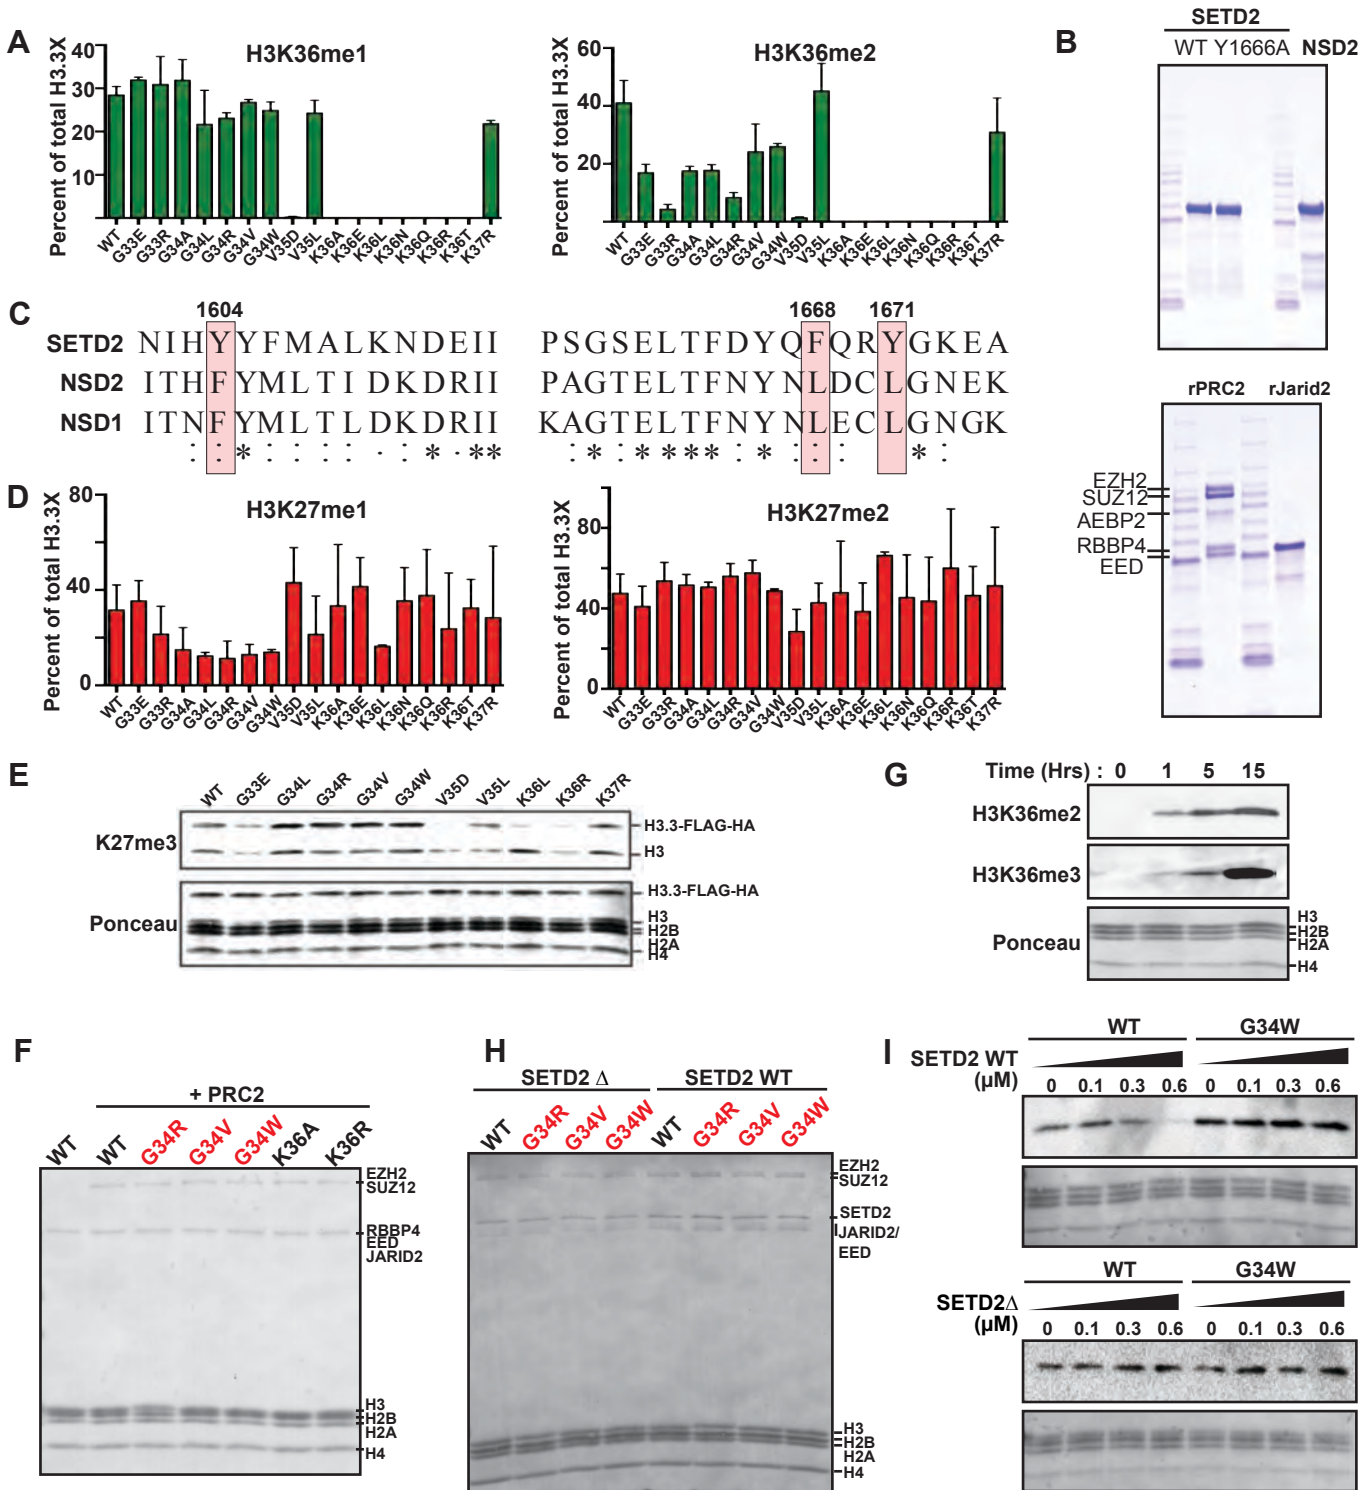 A
Percent of total H3.3X
H3K36me1
40
30
20
10
WT G33E G33R G34A G34L G34R G34V G34W V35D V35L K36A K36E K36L K36N K36Q K36R K36T K37R
Percent of total H3.3X
H3K36me2
60
40
20
WT G33E G33R G34A G34L G34R G34V G34W V35D V35L K36A K36E K36L K36N K36Q K36R K36T K37R
B
SETD2
WT Y1666A NSD2
rPRC2 rJarid2
EZH2
SUZ12
AEBP2
RBBP4
EED
C
1604 1668 1671
SETD2 NIHYYFMALKNDEII PSGSELTFDYQFQRYGKEA
NSD2 ITHFYMLTIDKDRII PAGTELTFNYNLDCLGNEK
NSD1 ITNFYMLTLDKDRII KAGTELTFNYNLECLGNGK
: : * : : : : · : * · * * : * : * * * : * : : : *
D
Percent of total H3.3X
H3K27me1
80
40
0
WT G33E G33R G34A G34L G34R G34V G34W V35D V35L K36A K36E K36L K36N K36Q K36R K36T K37R
Percent of total H3.3X
H3K27me2
80
40
0
WT G33E G33R G34A G34L G34R G34V G34W V35D V35L K36A K36E K36L K36N K36Q K36R K36T K37R
E
WT G33E G34L G34R G34V G34W V35D V35L K36L K36R K37R
K27me3
H3.3-FLAG-HA
H3
Ponceau
H3.3-FLAG-HA
H3
H2B
H2A
H4
G
Time (Hrs) : 0 1 5 15
H3K36me2
H3K36me3
Ponceau
H3
H2B
H2A
H4
F
+ PRC2
WT WT G34R G34V G34W K36A K36R
EZH2
SUZ12
RBBP4
EED
JARID2
H3
H2B
H2A
H4
H
SETD2 Δ SETD2 WT
WT G34R G34V G34W WT G34R G34V G34W
EZH2
SUZ12
SETD2
JARID2/
EED
H3
H2B
H2A
H4
I
WT G34W
SETD2 WT
(μM)
0 0.1 0.3 0.6 0 0.1 0.3 0.6
WT G34W
SETD2Δ
(μM)
0 0.1 0.3 0.6 0 0.1 0.3 0.6